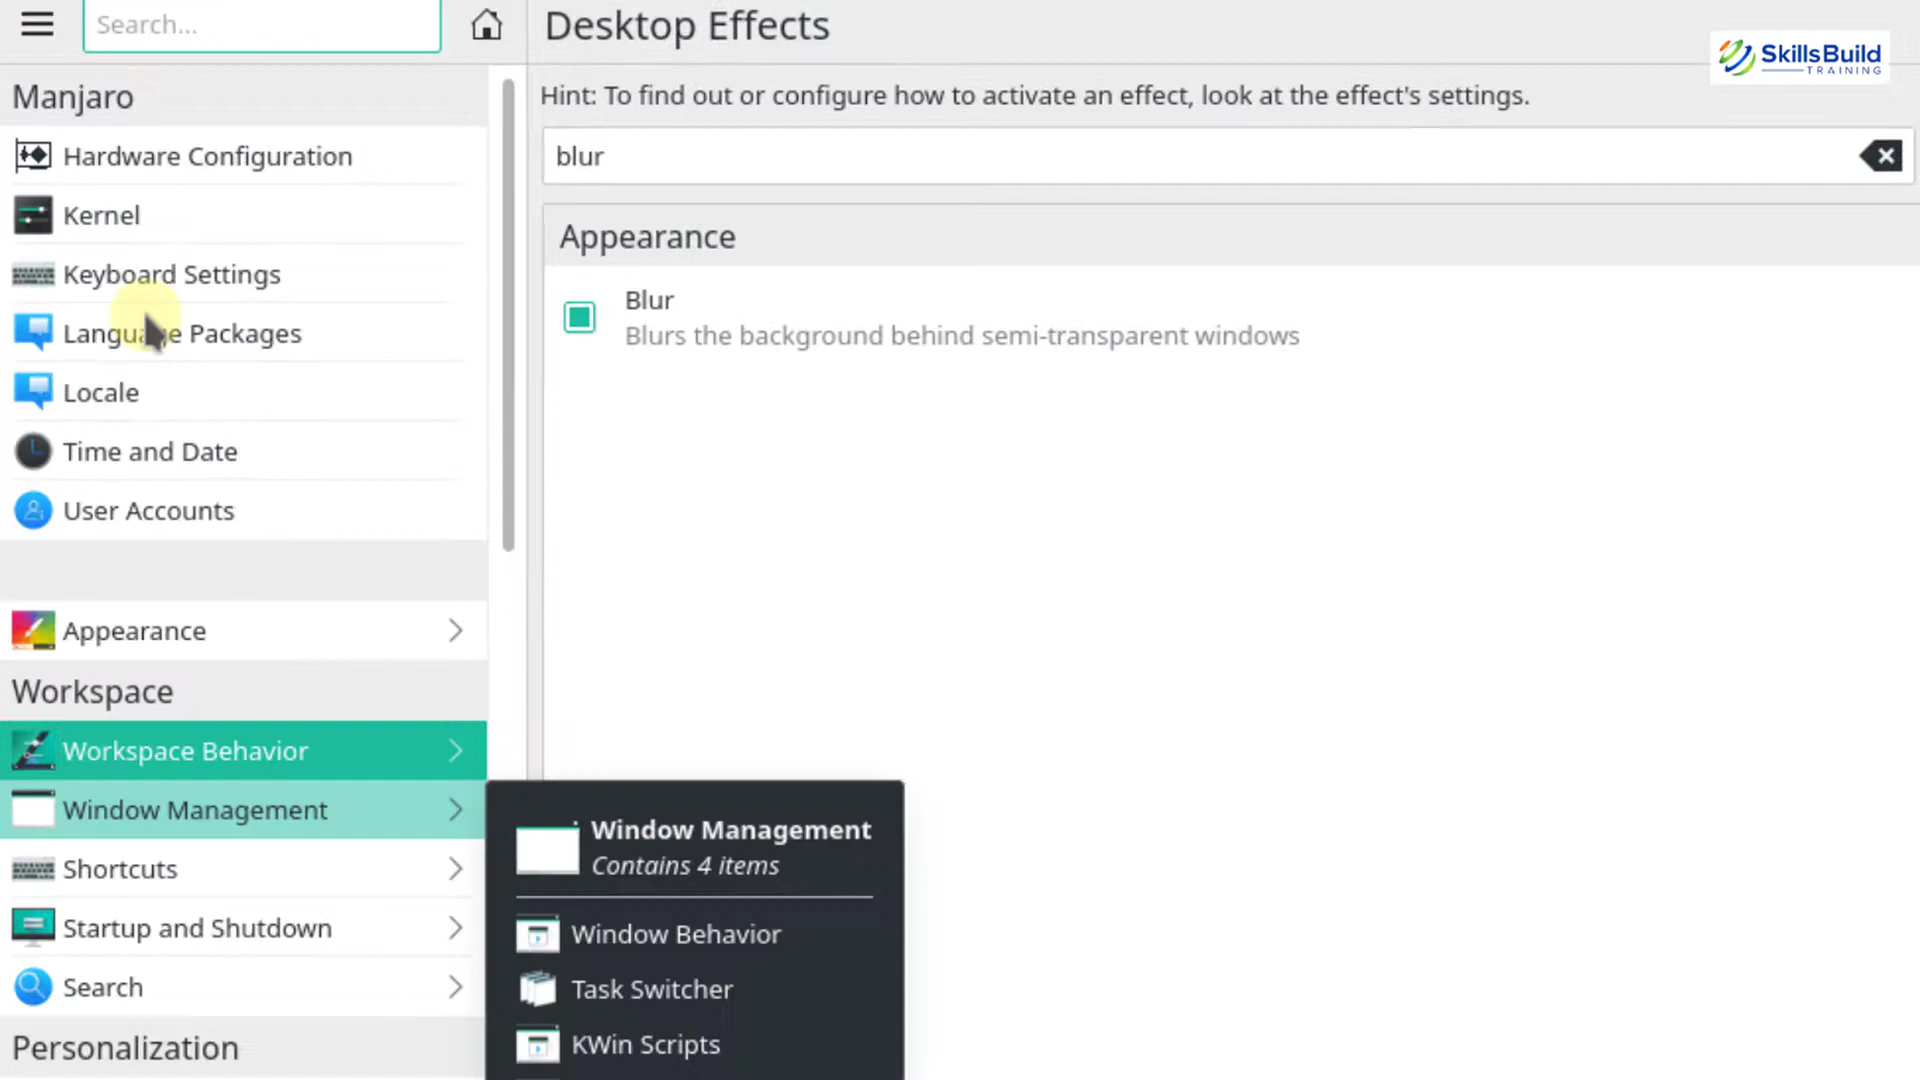 Search...
Desktop Effects
SkillsBuild
TRAINING
Manjaro
Hint: To find out or configure how to activate an effect, look at the effect's settings.
Hardware Configuration
blur
Kernel
Appearance
Keyboard Settings
Blur
Language Packages
Blurs the background behind semi-transparent windows
Locale
Time and Date
User Accounts
Appearance
Workspace
Workspace Behavior
Window Management
Window Management
Contains 4 items
Shortcuts
Startup and Shutdown
Window Behavior
Search
Task Switcher
Personalization
KWin Scripts